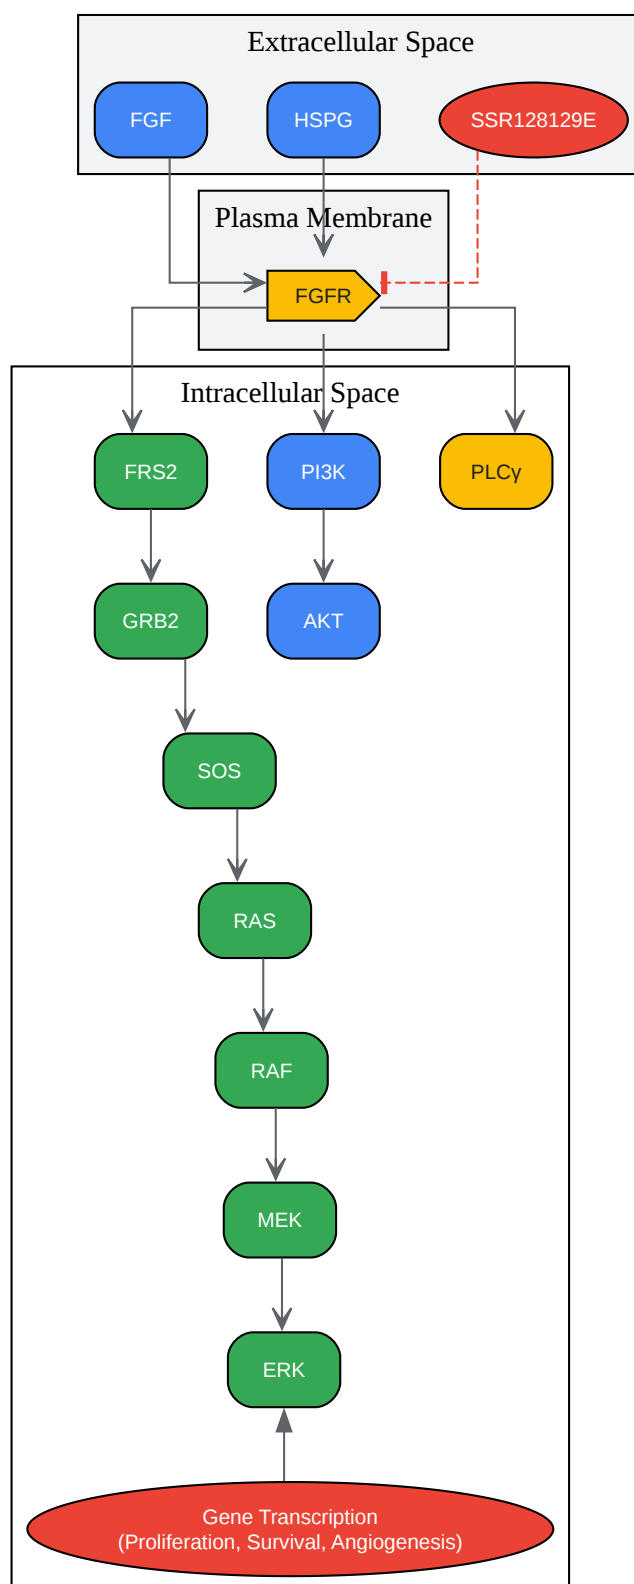 Extracellular Space
FGF
HSPG
SSR128129E
Plasma Membrane
FGFR
Intracellular Space
FRS2
PI3K
PLCγ
GRB2
AKT
SOS
RAS
RAF
MEK
ERK
Gene Transcription
(Proliferation, Survival, Angiogenesis)